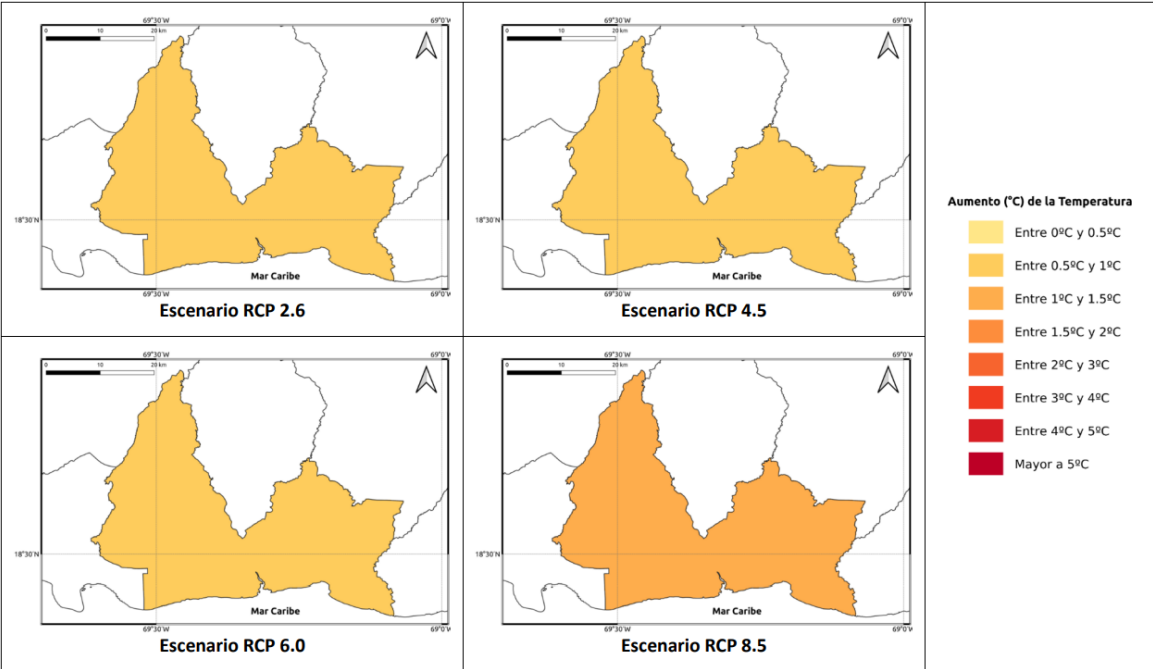 69°30'W
69°0'W
0 10 20 km
18°30'N
Mar Caribe
69°30'W
69°0'W
Escenario RCP 2.6
69°30'W
69°0'W
0 10 20 km
18°30'N
Mar Caribe
69°30'W
69°0'W
Escenario RCP 4.5
69°30'W
69°0'W
0 10 20 km
18°30'N
Mar Caribe
69°30'W
69°0'W
Escenario RCP 6.0
69°30'W
69°0'W
0 10 20 km
18°30'N
Mar Caribe
69°30'W
69°0'W
Escenario RCP 8.5
Aumento (°C) de la Temperatura
Entre 0ºC y 0.5ºC
Entre 0.5ºC y 1ºC
Entre 1ºC y 1.5ºC
Entre 1.5ºC y 2ºC
Entre 2ºC y 3ºC
Entre 3ºC y 4ºC
Entre 4ºC y 5ºC
Mayor a 5ºC